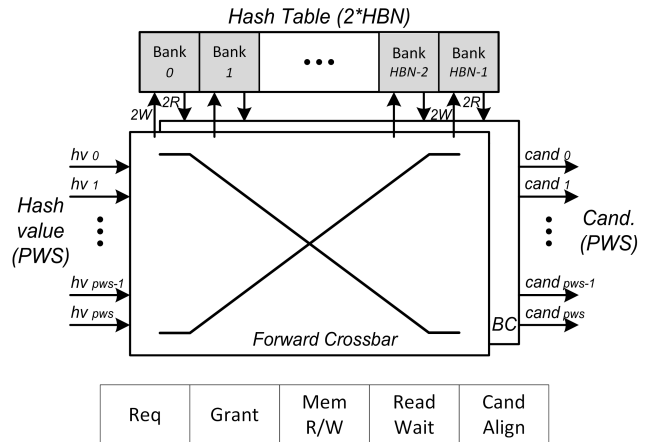 Hash Table (2*HBN)
Bank
0
Bank
1
•••
Bank
HBN-2
Bank
HBN-1
2W
2R
2W
2R
hv 0
hv 1
Hash
value
(PWS)
hv pws-1
hv pws
cand 0
cand 1
Cand.
(PWS)
cand pws-1
cand pws
Forward Crossbar
BC
Req
Grant
Mem
R/W
Read
Wait
Cand
Align